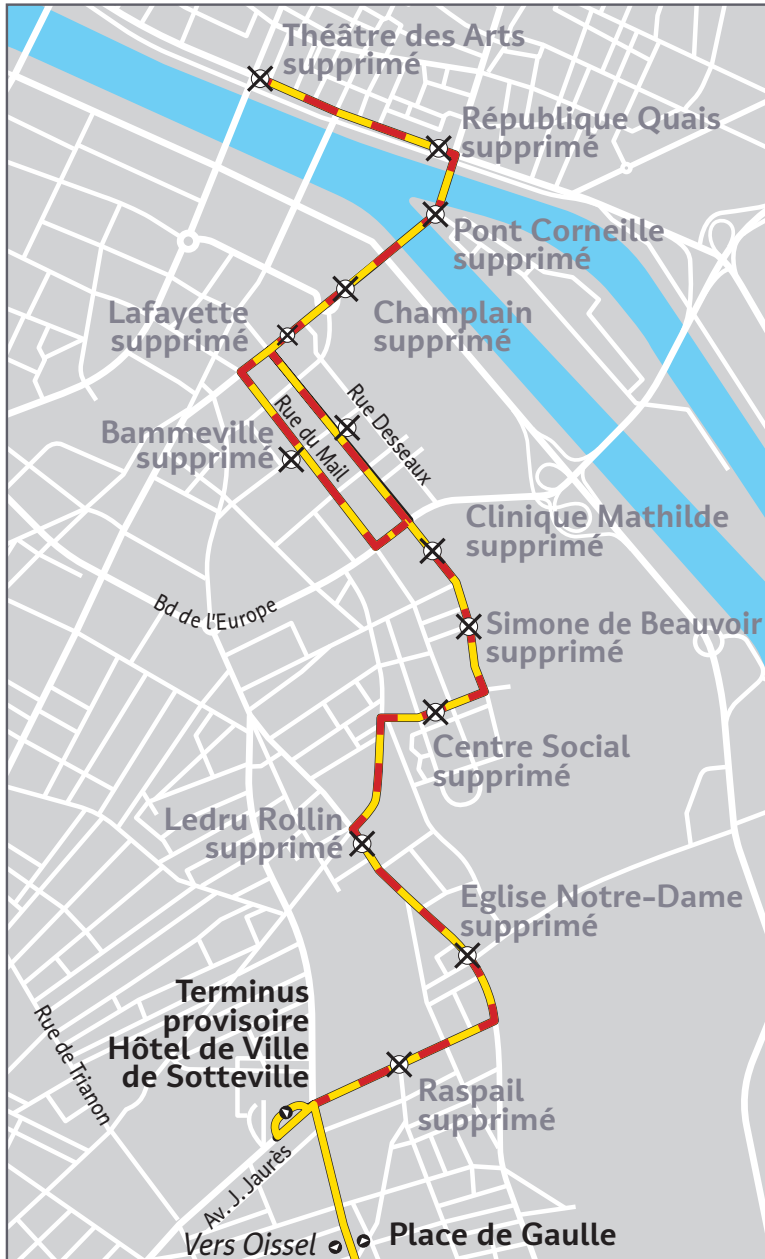 Théâtre des Arts
supprimé
République Quais
supprimé
Pont Corneille
supprimé
Lafayette
supprimé
Champlain
supprimé
Rue Desseaux
Rue du Mail
Bammeville
supprimé
Clinique Mathilde
supprimé
Bd de l'Europe
Simone de Beauvoir
supprimé
Centre Social
supprimé
Ledru Rollin
supprimé
Eglise Notre-Dame
supprimé
Terminus
provisoire
Hôtel de Ville
de Sotteville
Rue de Trianon
Raspail
supprimé
Av. J. Jaurès
Vers Oissel
Place de Gaulle